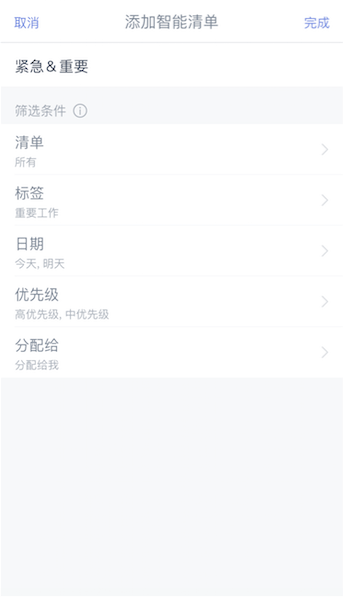 取消 添加智能清单 完成
紧急＆重要
筛选条件
清单
所有
标签
重要工作
日期
今天, 明天
优先级
高优先级, 中优先级
分配给
分配给我